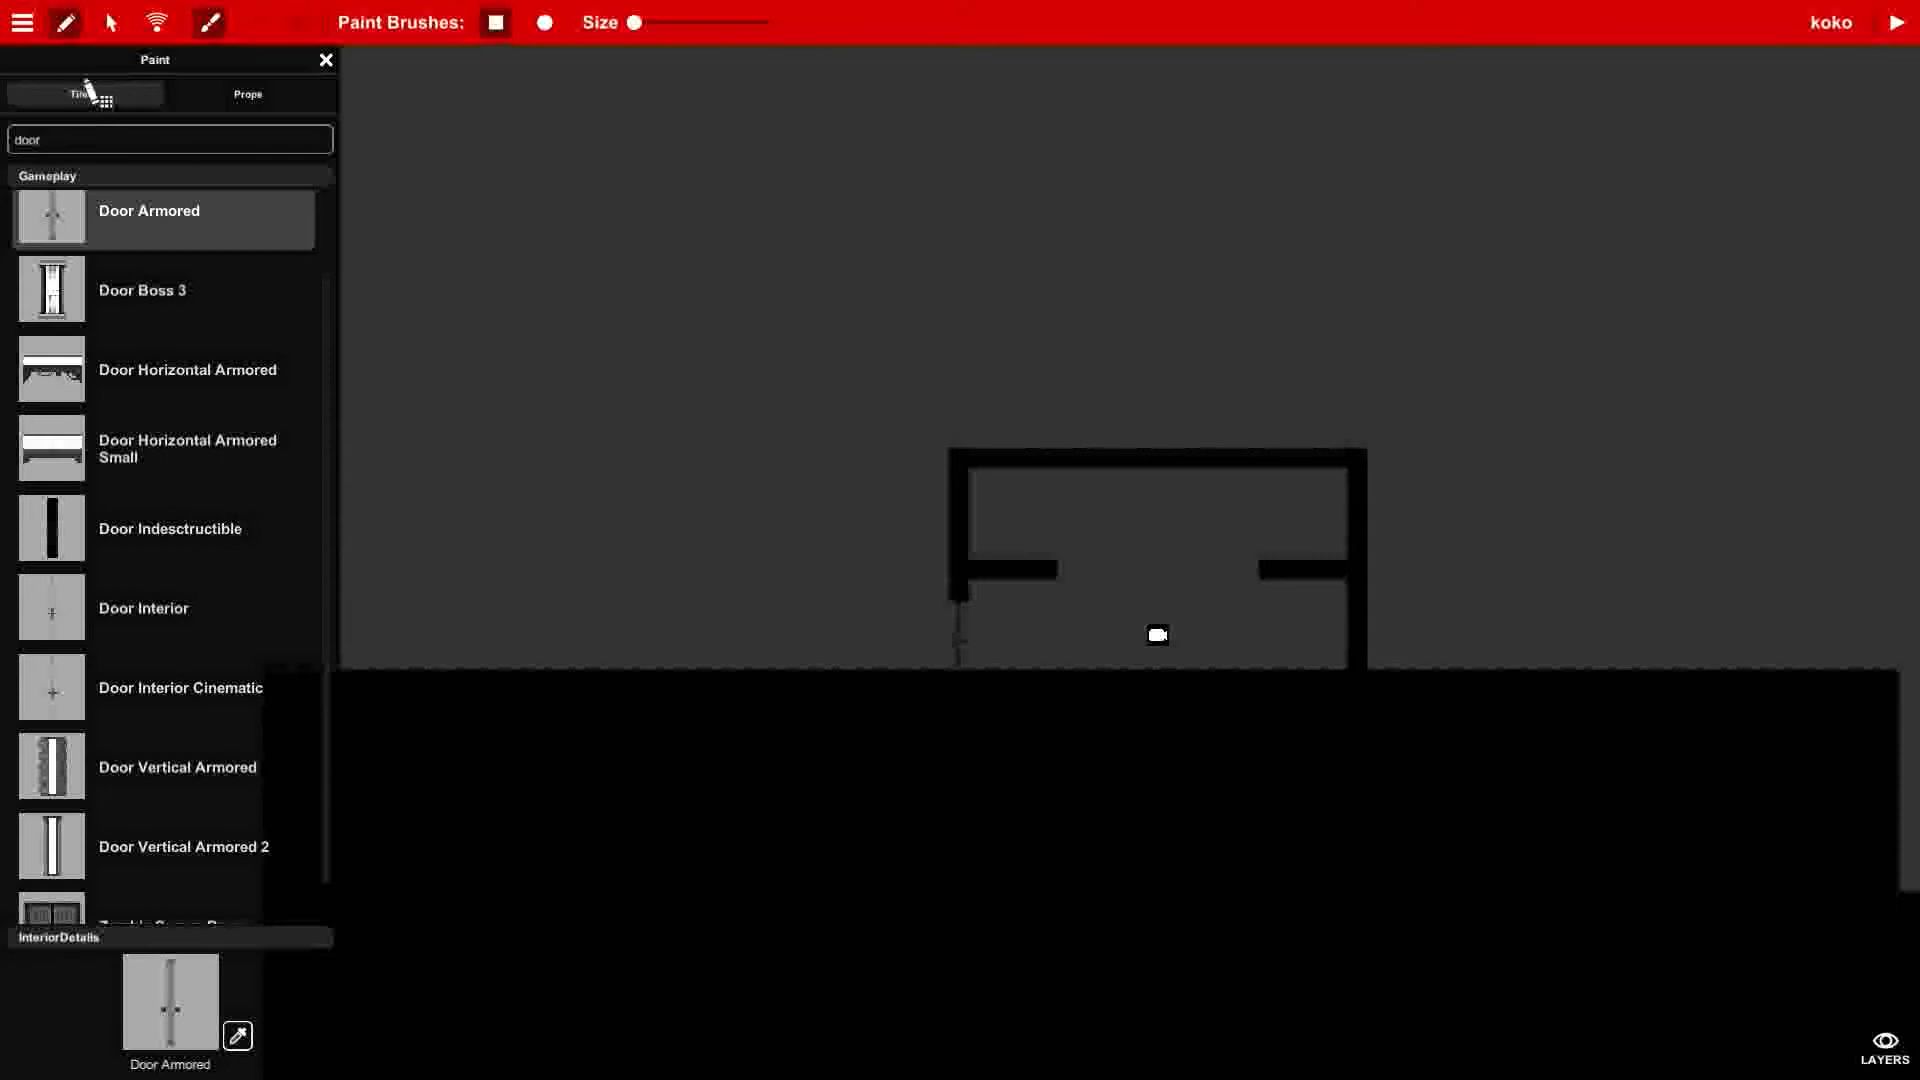 Paint Brushes:
Size
koko
Paint
Props
door
Gameplay
Door Armored
Door Boss 3
Door Horizontal Armored
Door Horizontal Armored
Small
Door Indesctructible
Door Interior
Door Interior Cinematic
Door Vertical Armored
Door Vertical Armored 2
InteriorDetails
Door Armored
LAYERS